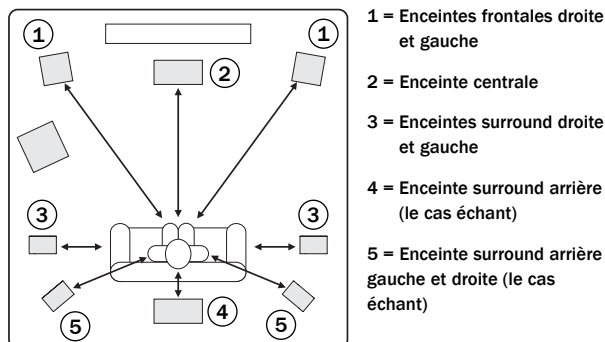 1
1
2
3
3
4
5
5
1 = Enceintes frontales droite
et gauche
2 = Enceinte centrale
3 = Enceintes surround droite
et gauche
4 = Enceinte surround arrière
(le cas échant)
5 = Enceinte surround arrière
gauche et droite (le cas
échant)